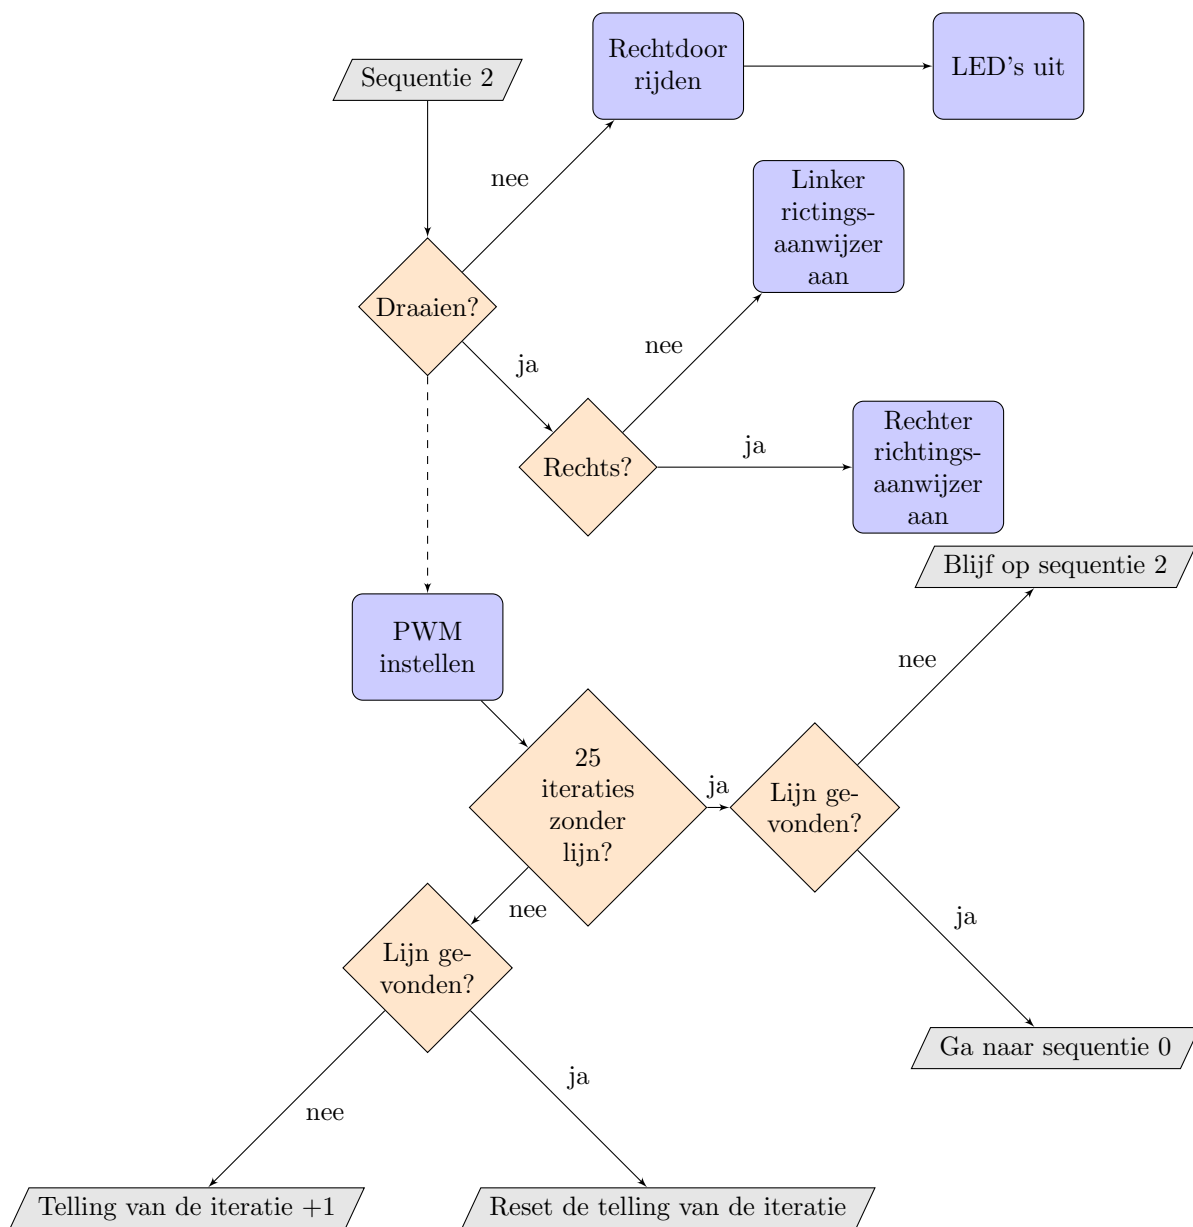 Sequentie 2
Rechtdoor
rijden
LED's uit
nee
Linker
rictings-
aanwijzer
aan
Draaien?
ja
nee
Rechts?
ja
Rechter
richtings-
aanwijzer
aan
Blijf op sequentie 2
PWM
instellen
nee
25
iteraties
zonder
lijn?
ja
Lijn ge-
vonden?
nee
ja
Lijn ge-
vonden?
Ga naar sequentie 0
nee
ja
Telling van de iteratie +1
Reset de telling van de iteratie